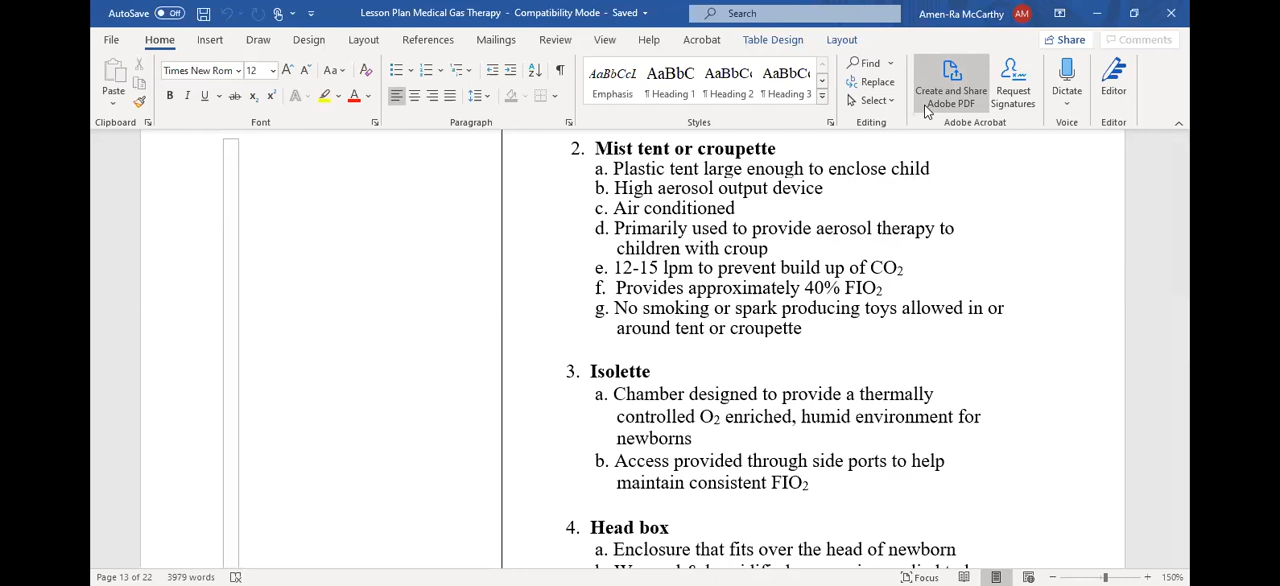 AutoSave Off
Lesson Plan Medical Gas Therapy - Compatibility Mode - Saved
Search
Amen-Ra McCarthy AM
File Home Insert Draw Design Layout References Mailings Review View Help Acrobat Table Design Layout
Share Comments
Paste
Clipboard
Times New Rom 12
Font
Paragraph
AaBbCcI AaBbC AaBbC AaBbC
Emphasis ¶ Heading 1 ¶ Heading 2 ¶ Heading 3
Styles
Find
Replace
Select
Editing
Create and Share
Adobe PDF
Request
Signatures
Adobe Acrobat
Dictate
Voice
Editor
Editor
2. Mist tent or croupette
a. Plastic tent large enough to enclose child
b. High aerosol output device
c. Air conditioned
d. Primarily used to provide aerosol therapy to
children with croup
e. 12-15 lpm to prevent build up of CO2
f. Provides approximately 40% FIO2
g. No smoking or spark producing toys allowed in or
around tent or croupette
3. Isolette
a. Chamber designed to provide a thermally
controlled O2 enriched, humid environment for
newborns
b. Access provided through side ports to help
maintain consistent FIO2
4. Head box
a. Enclosure that fits over the head of newborn
Page 13 of 22 3979 words
Focus
150%